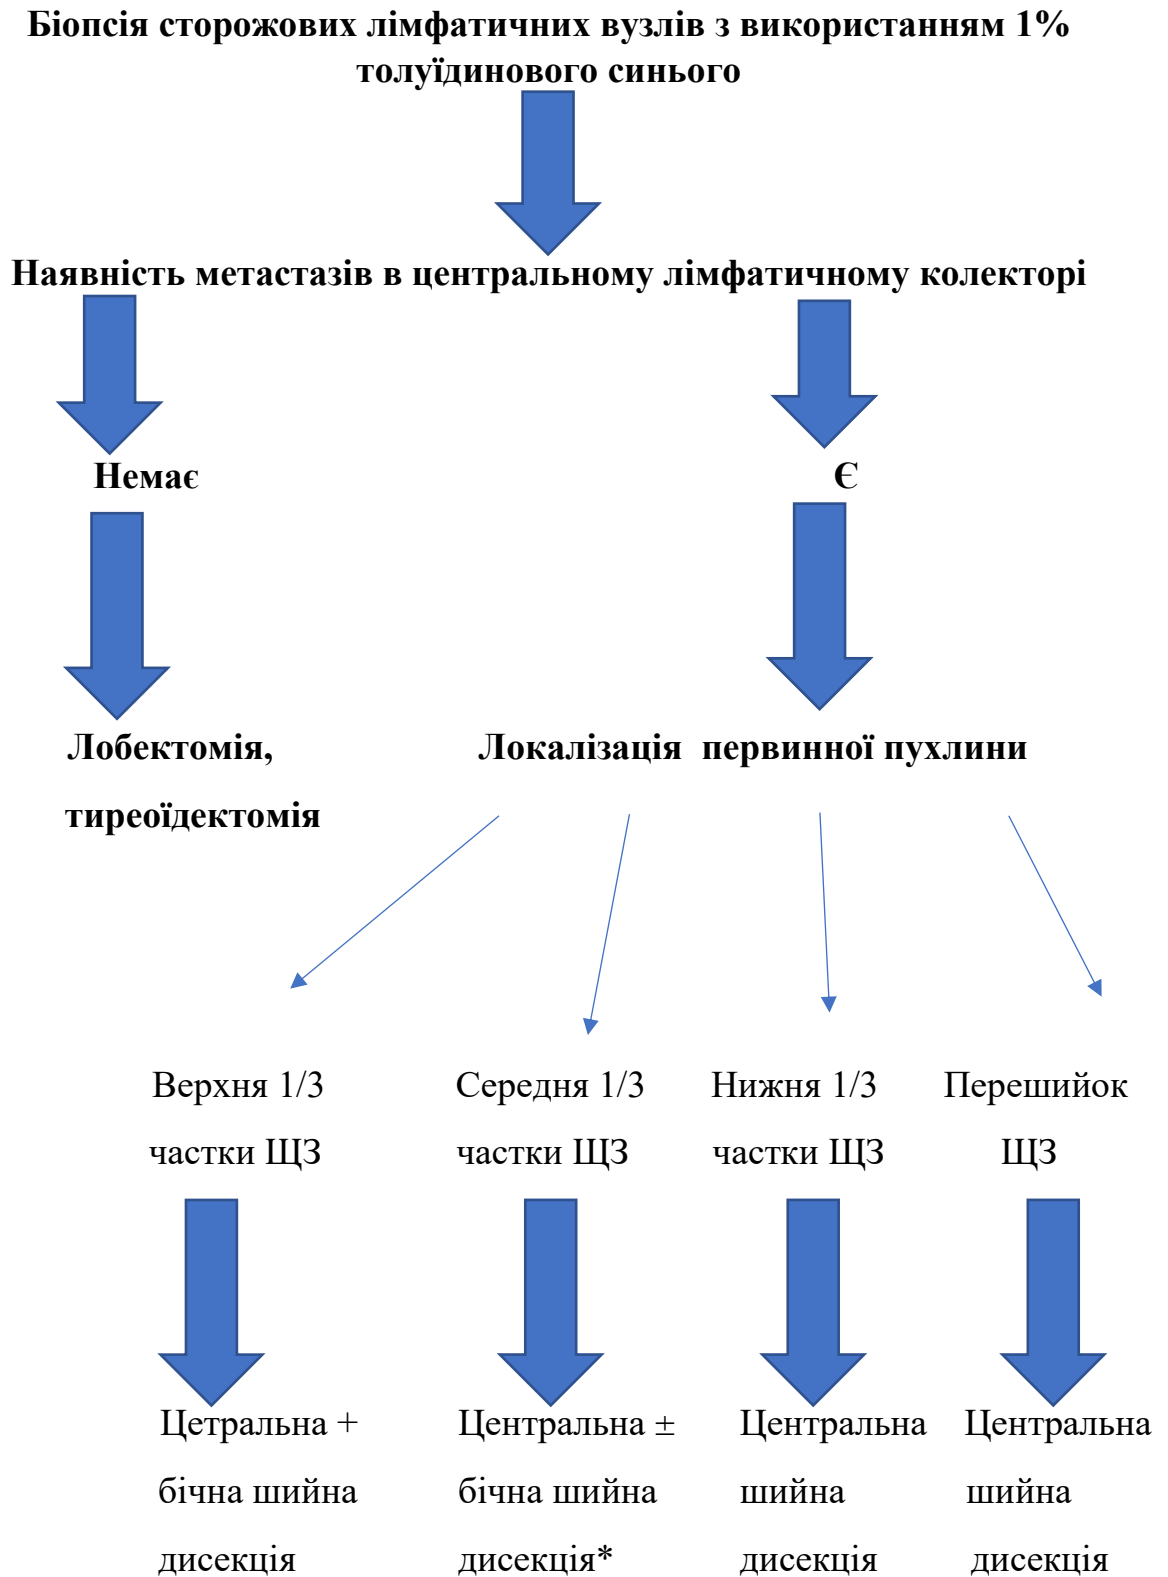 Біопсія сторожових лімфатичних вузлів з використанням 1%
толуїдинового синього
Наявність метастазів в центральному лімфатичному колекторі
Немає
Є
Лобектомія,
тиреоїдектомія
Локалізація первинної пухлини
Верхня 1/3
частки ЩЗ
Середня 1/3
частки ЩЗ
Нижня 1/3
частки ЩЗ
Перешийок
ЩЗ
Цетральна +
бічна шийна
дисекція
Центральна ±
бічна шийна
дисекція*
Центральна
шийна
дисекція
Центральна
шийна
дисекція